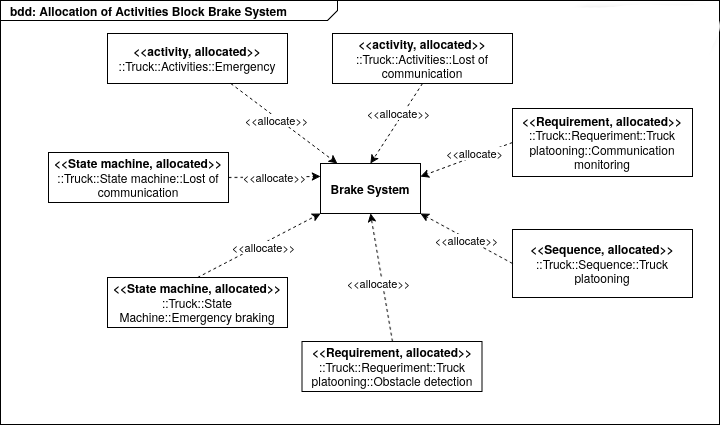 bdd: Allocation of Activities Block Brake System
<<activity, allocated>>
::Truck::Activities::Emergency
<<activity, allocated>>
::Truck::Activities::Lost of
communication
<<allocate>>
<<allocate>>
<<Requirement, allocated>>
::Truck::Requeriment::Truck
platooning::Communication
monitoring
<<allocate>
<<State machine, allocated>>
::Truck::State machine::Lost of
communication
<<allocate>>
Brake System
<<allocate>>
<<allocate>>
<<Sequence, allocated>>
::Truck::Sequence::Truck
platooning
<<State machine, allocated>>
::Truck::State
Machine::Emergency braking
<<allocate>>
<<Requirement, allocated>>
::Truck::Requeriment::Truck
platooning::Obstacle detection